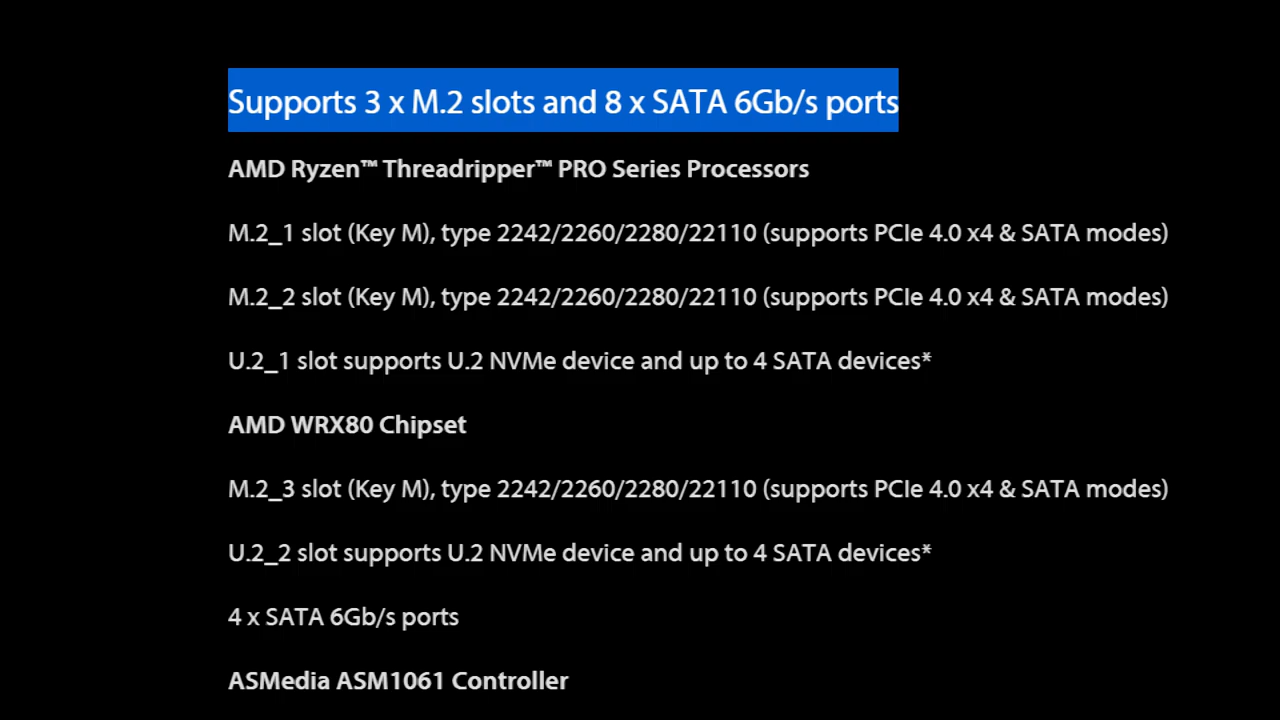 Supports 3 x M.2 slots and 8 x SATA 6Gb/s ports
AMD Ryzen™ Threadripper™ PRO Series Processors
M.2_1 slot (Key M), type 2242/2260/2280/22110 (supports PCIe 4.0 x4 & SATA modes)
M.2_2 slot (Key M), type 2242/2260/2280/22110 (supports PCIe 4.0 x4 & SATA modes)
U.2_1 slot supports U.2 NVMe device and up to 4 SATA devices*
AMD WRX80 Chipset
M.2_3 slot (Key M), type 2242/2260/2280/22110 (supports PCIe 4.0 x4 & SATA modes)
U.2_2 slot supports U.2 NVMe device and up to 4 SATA devices*
4 x SATA 6Gb/s ports
ASMedia ASM1061 Controller